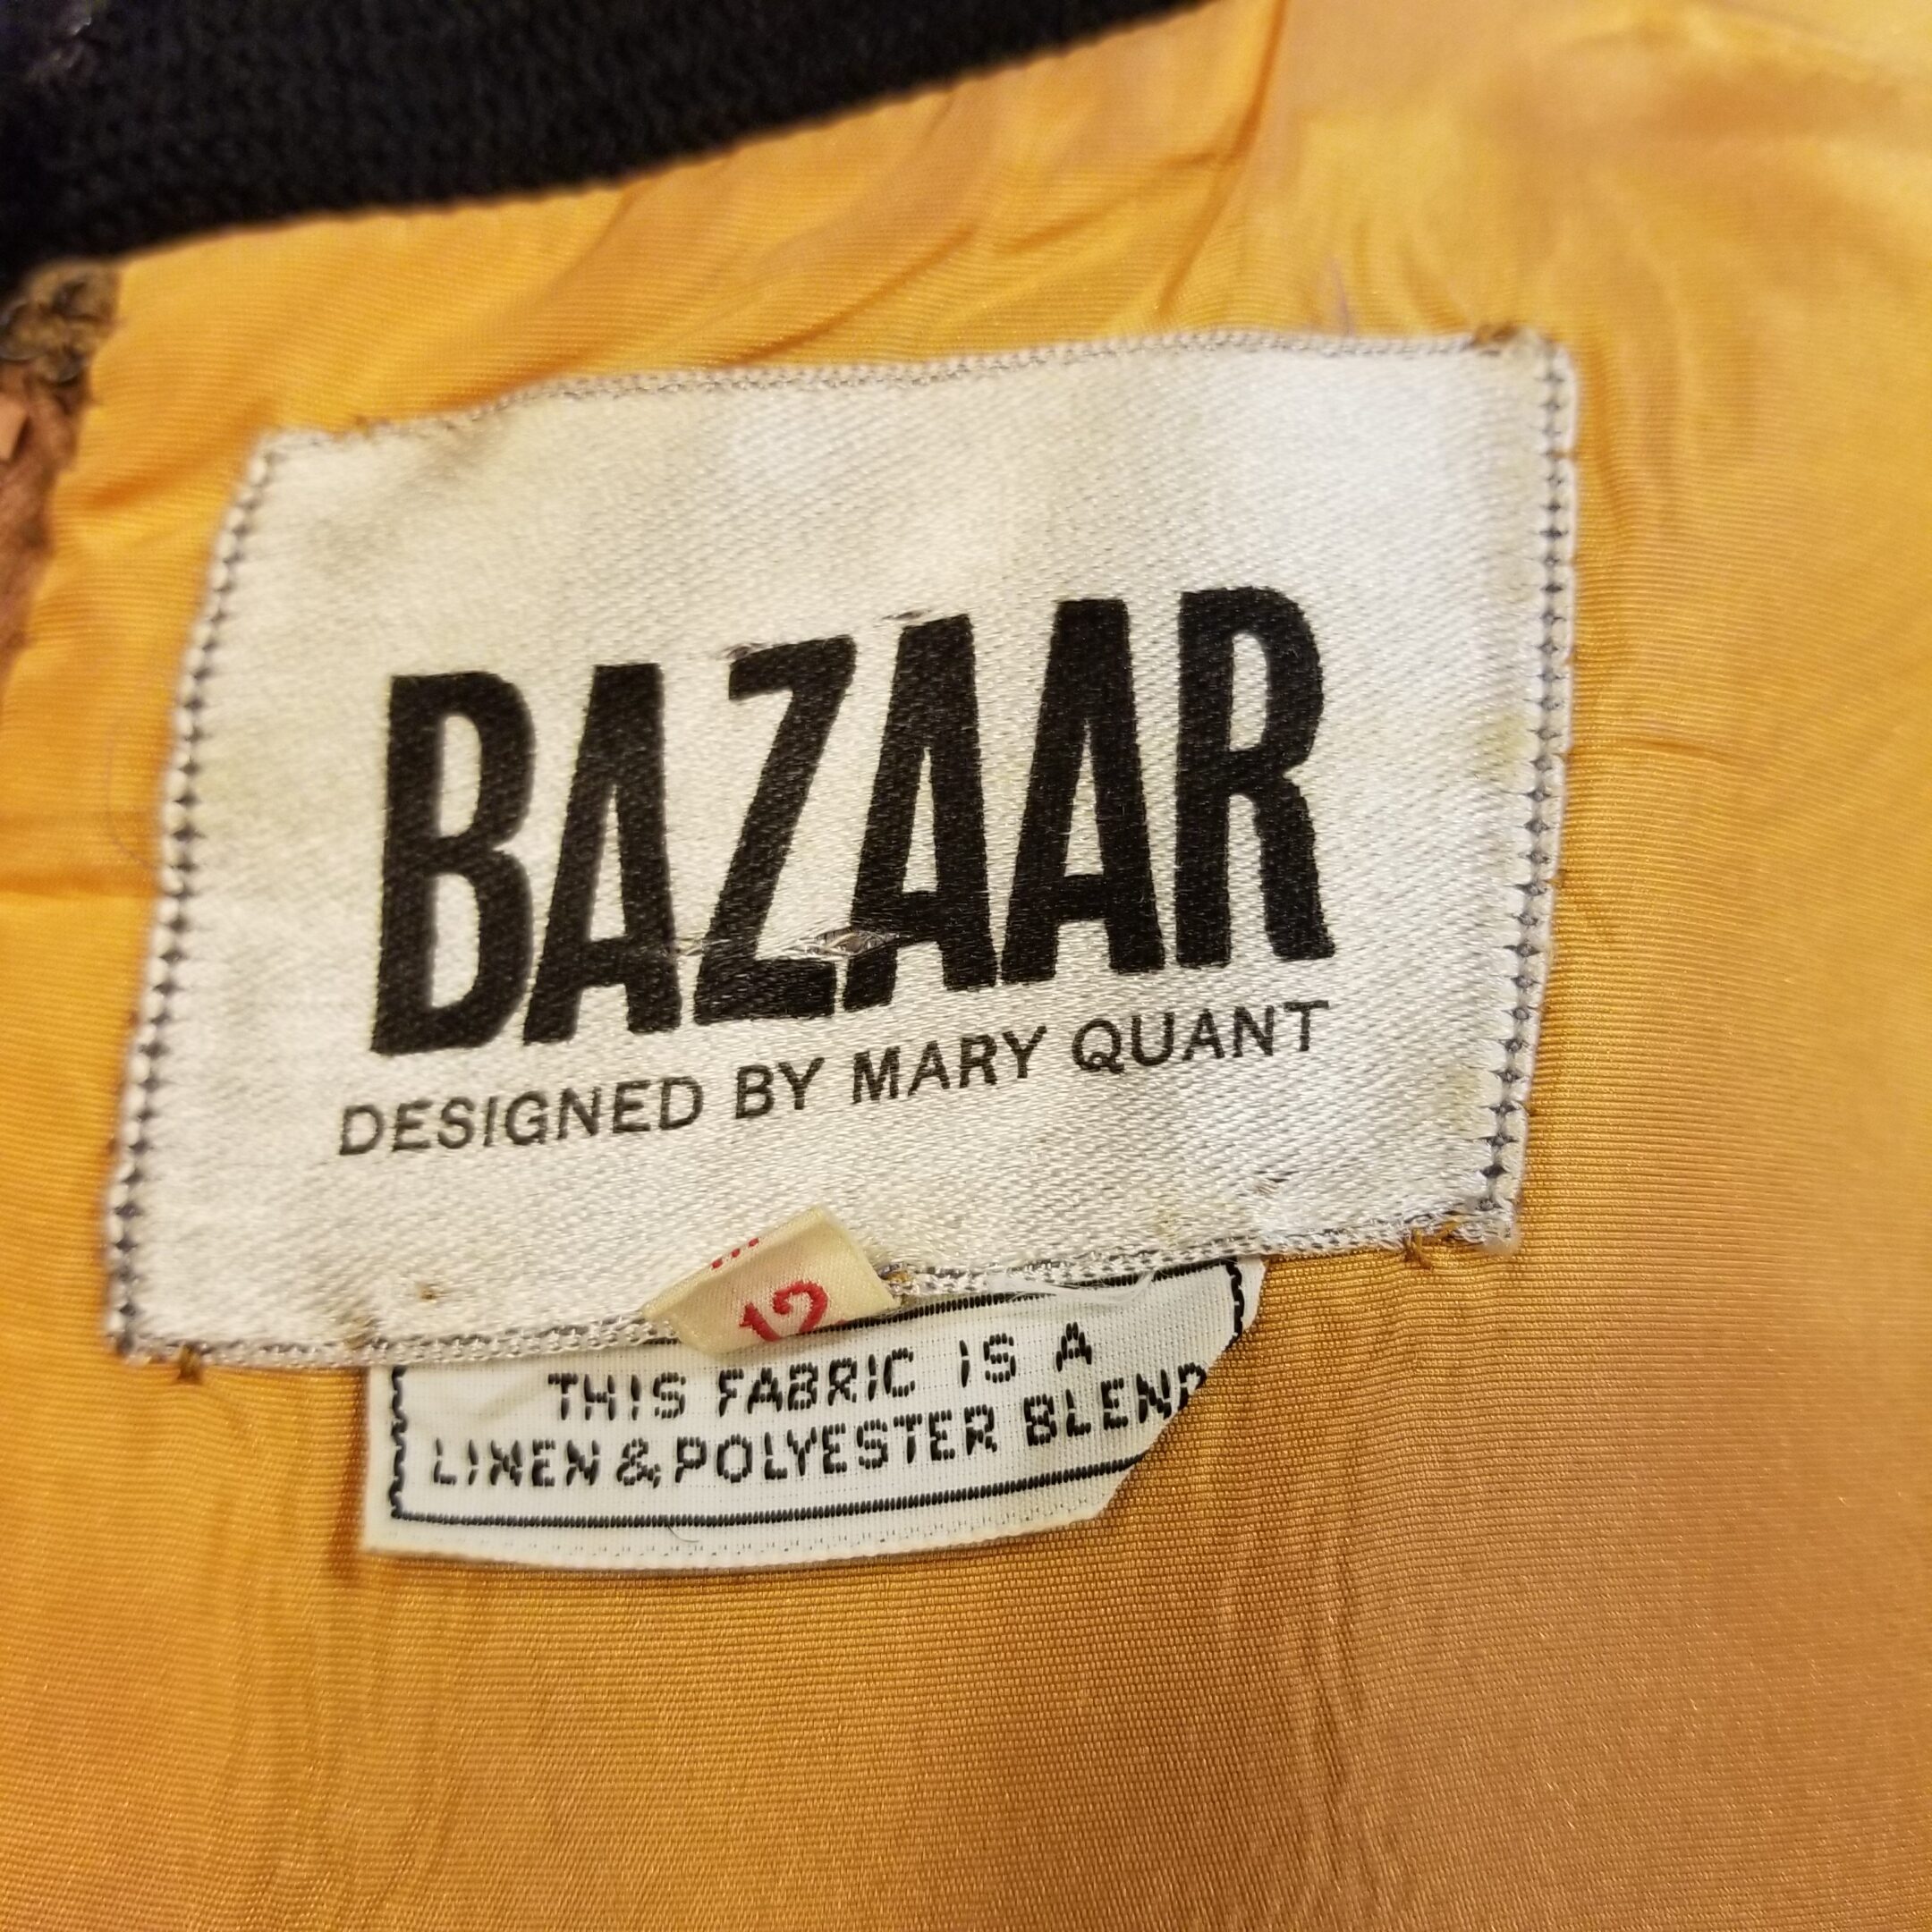 BAZAAR
DESIGNED BY MARY QUANT
12
THIS FABRIC IS A
LINEN & POLYESTER BLEND